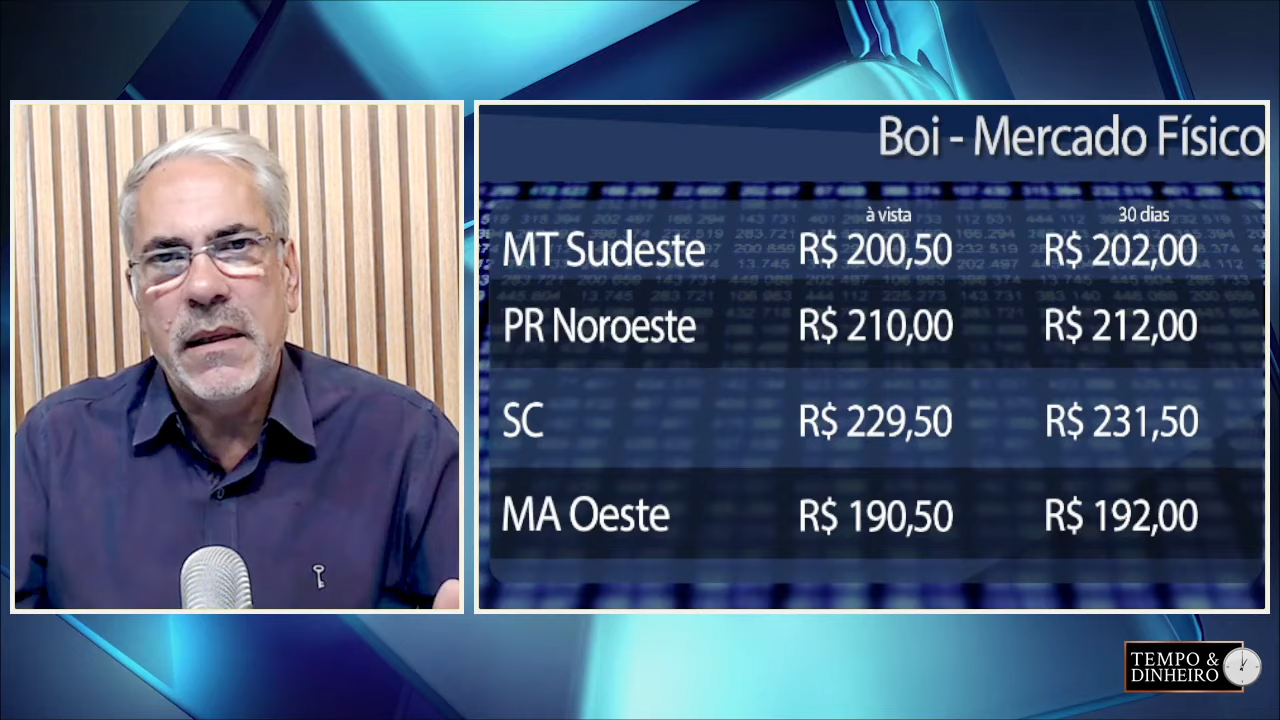 Boi - Mercado Físico
à vista 30 dias
MT Sudeste R$ 200,50 R$ 202,00
PR Noroeste R$ 210,00 R$ 212,00
SC R$ 229,50 R$ 231,50
MA Oeste R$ 190,50 R$ 192,00
TEMPO &
DINHEIRO